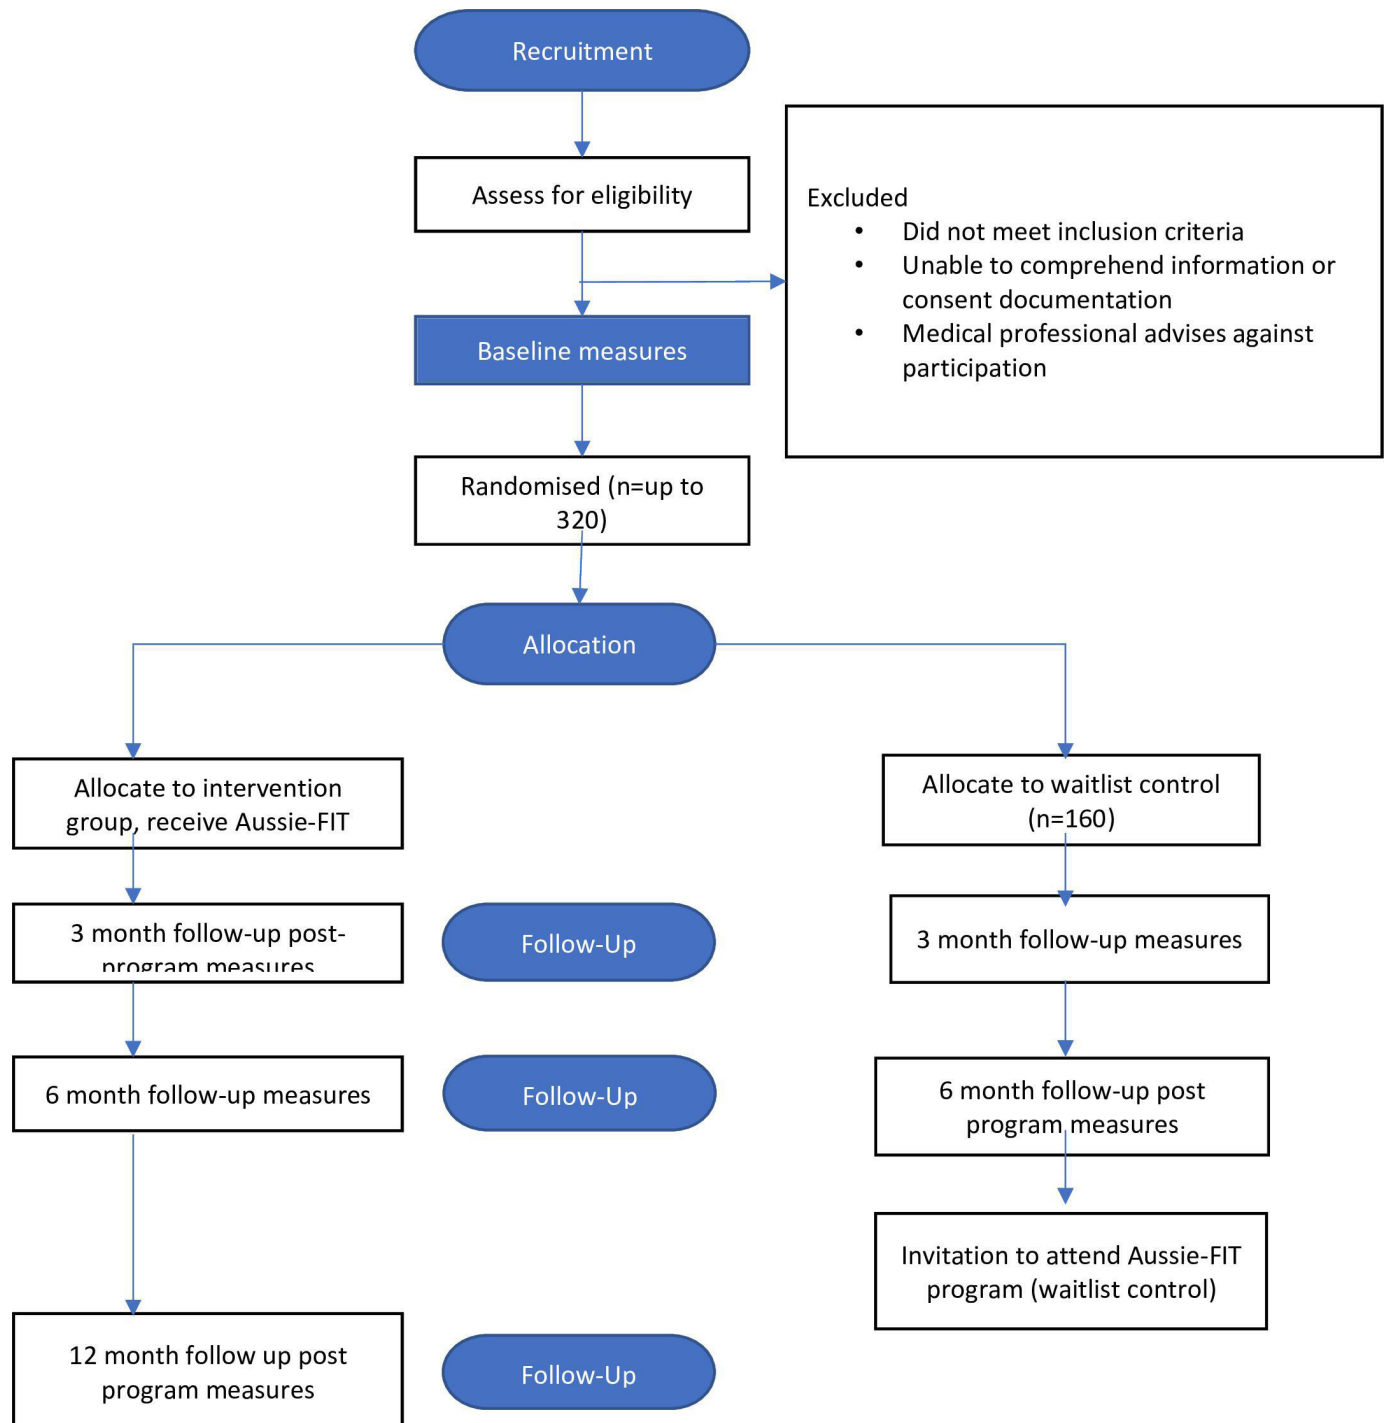 Recruitment
Assess for eligibility
Excluded
• Did not meet inclusion criteria
• Unable to comprehend information or
consent documentation
• Medical professional advises against
participation
Baseline measures
Randomised (n=up to
320)
Allocation
Allocate to intervention
group, receive Aussie-FIT
Allocate to waitlist control
(n=160)
3 month follow-up post-
program measures
Follow-Up
3 month follow-up measures
6 month follow-up measures
Follow-Up
6 month follow-up post
program measures
Invitation to attend Aussie-FIT
program (waitlist control)
12 month follow up post
program measures
Follow-Up